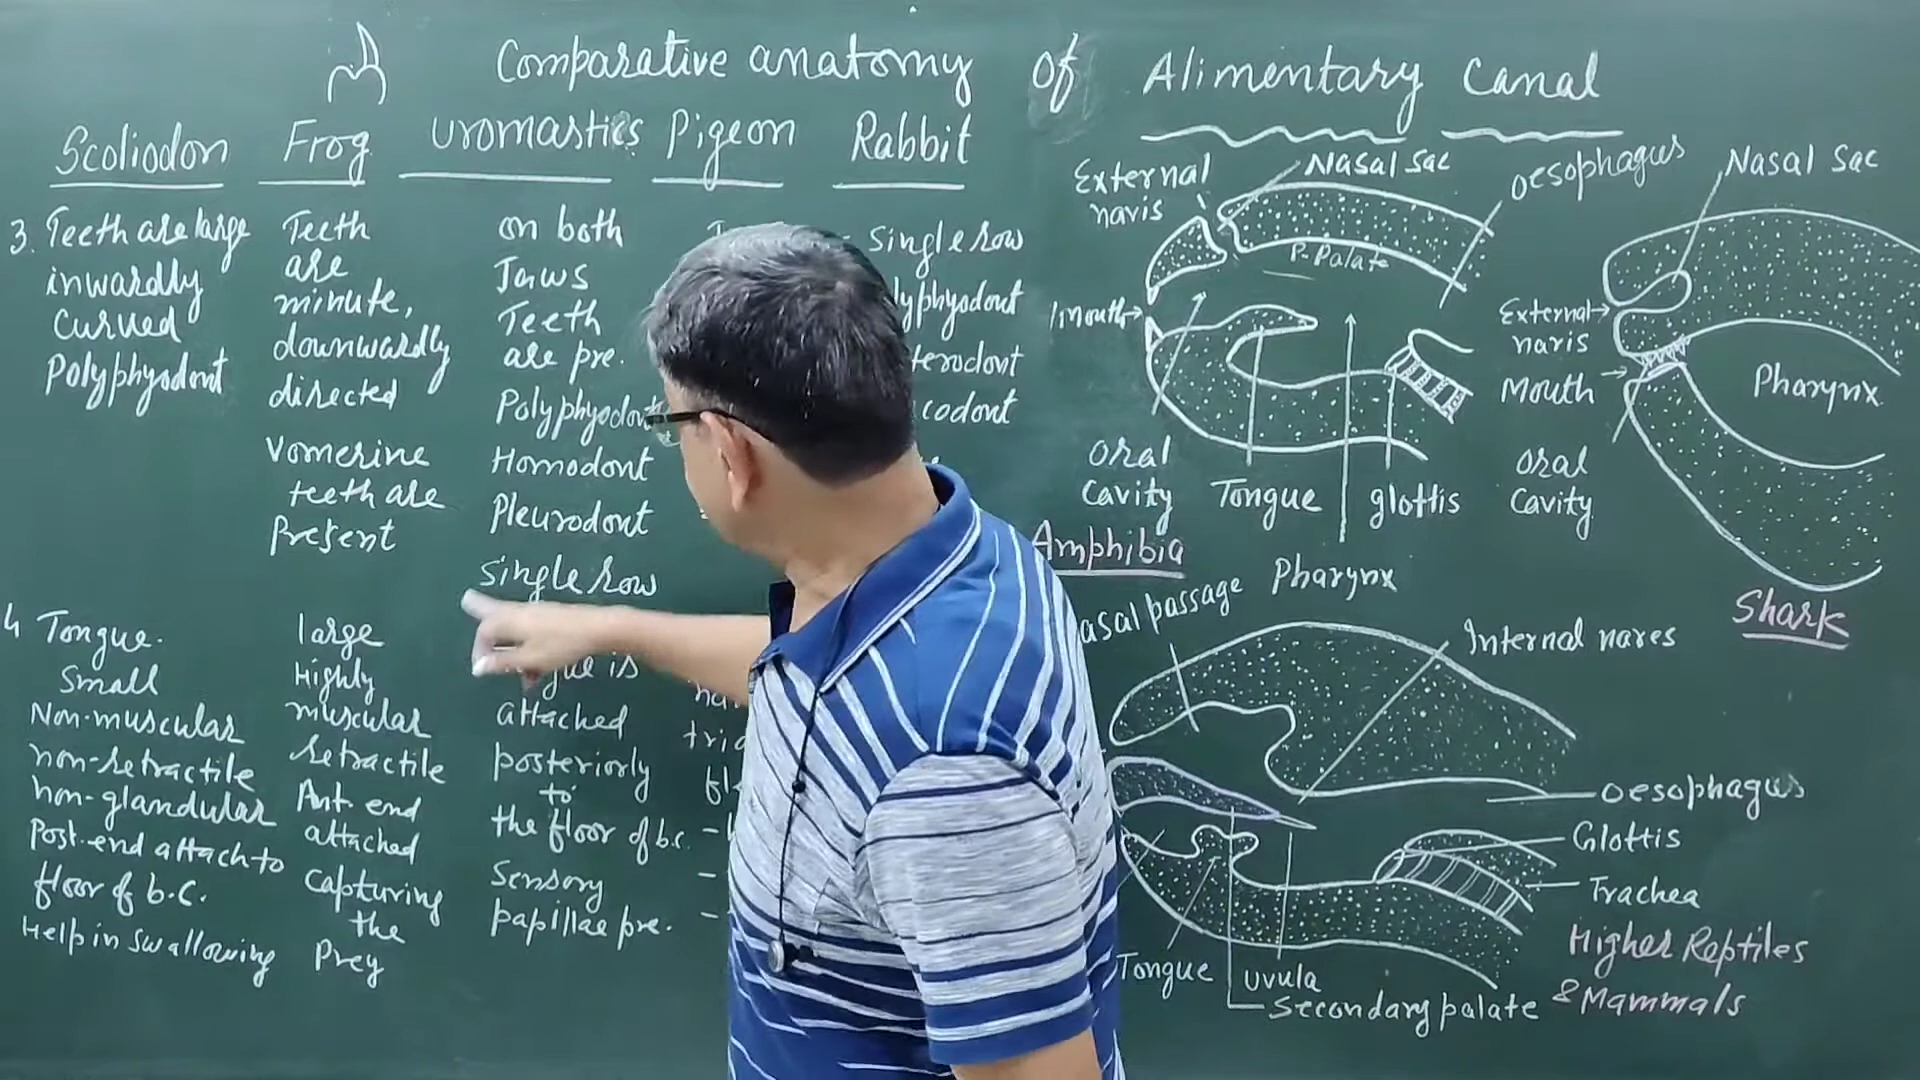 Comparative anatomy of Alimentary Canal
Scoliodon
Frog
Uromastics
Pigeon
Rabbit
3. Teeth are large
inwardly
Curved
Polyphyodont
Teeth
are
minute,
downwardly
directed
Vomerine
teeth are
Present
on both
Jaws
Teeth
are pre.
Polyphyodont
Homodont
Pleurodont
Single row
Single row
4 Tongue.
Small
Non-muscular
non-retractile
non-glandular
Post-end attach to
floor of b.c.
Help in swallowing
large
Highly
muscular
retractile
Ant. end
attached
Capturing
the
Prey
is
attached
posteriorly
to
the floor of b.c.
Sensory
papillae pre.
External
naris
Nasal Sac
Oesophagus
P-Palate
mouth
Oral
Cavity
Tongue
glottis
Pharynx
Amphibia
Nasal Sac
External
naris
Mouth
Pharynx
Oral
Cavity
Shark
passage
Internal nares
Oesophagus
Glottis
Trachea
Tongue
Uvula
Secondary palate
Higher Reptiles
& Mammals